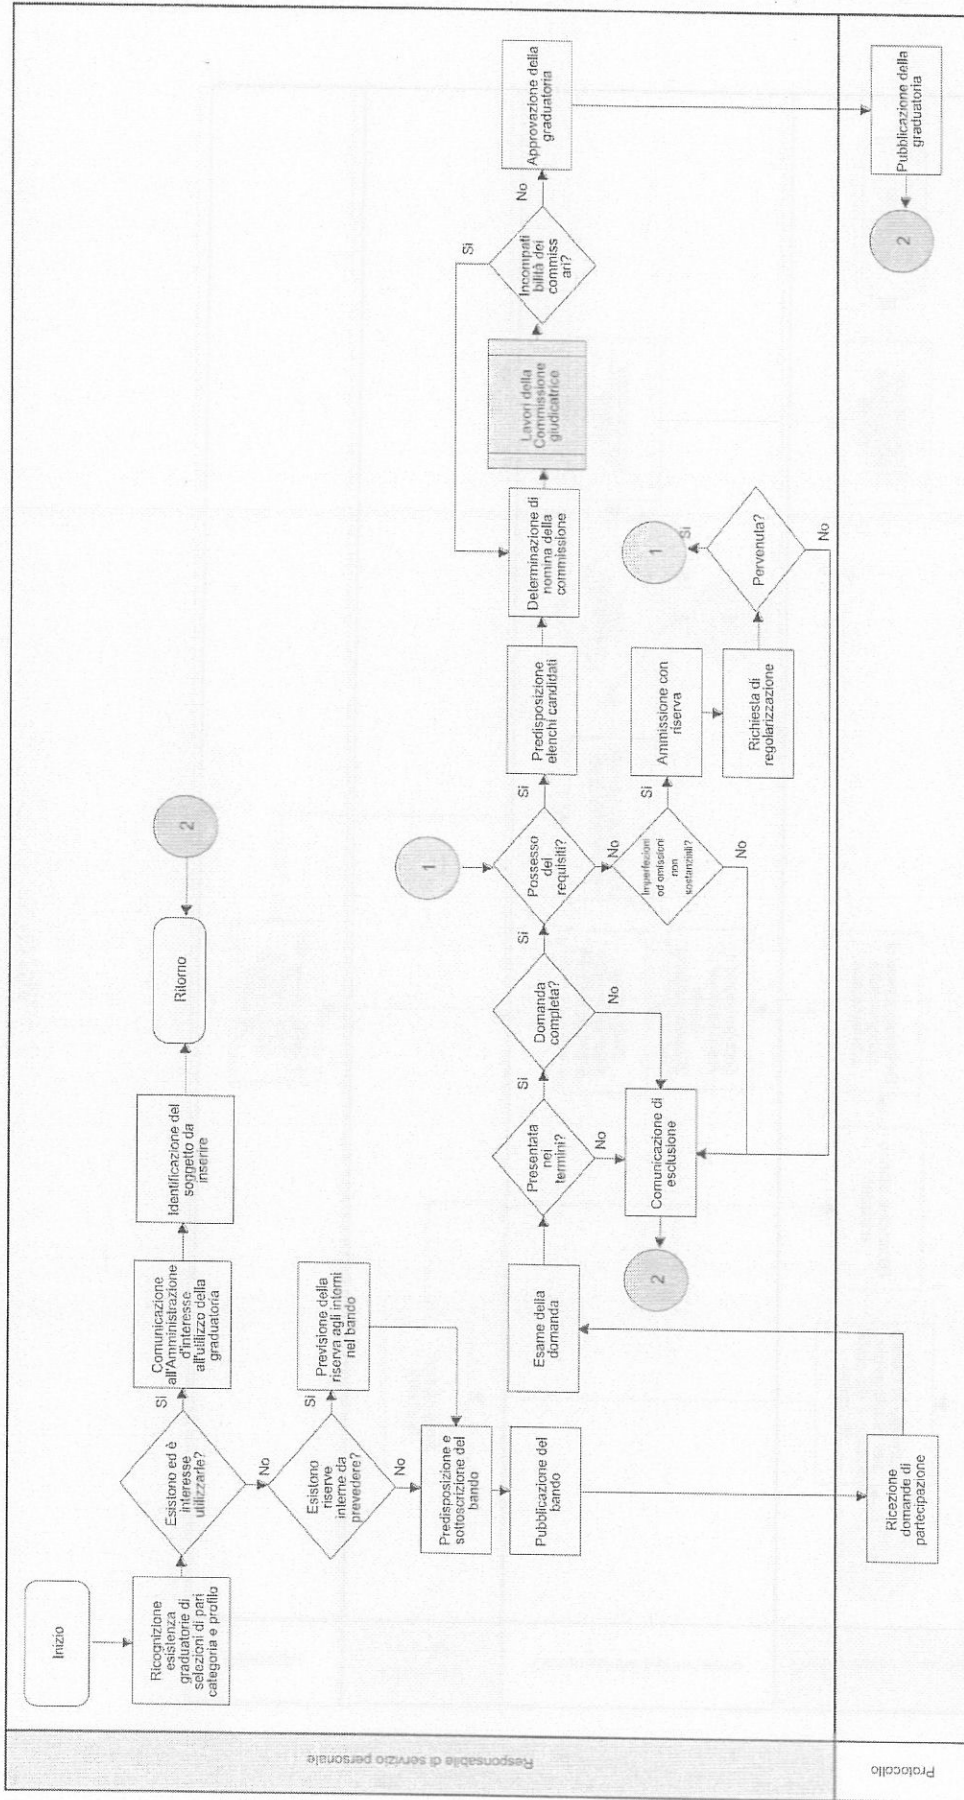 Inizio
Ricognizione
esistenza
graduatorie di
selezioni di pari
categoria e profilo
Esistono ed è
interesse
utilizzarle?
Si
No
Comunicazione
all'Amministrazione
d'interesse
all'utilizzo della
graduatoria
Identificazione del
soggetto da
inserire
Ritorno
2
Esistono
riserve
interne da
prevedere?
Si
No
Previsione della
riserva agli interni
nel bando
Predisposizione e
sottoscrizione del
bando
Pubblicazione del
bando
Ricezione
domande di
partecipazione
Esame della
domanda
Presentata
nei
termini?
Si
No
Domanda
completa?
Si
No
Comunicazione di
esclusione
2
1
Possesso
dei
requisiti?
Si
No
Imperfezioni
od omissioni
non
sostanziali?
Si
No
Ammissione con
riserva
Richiesta di
regolarizzazione
Pervenuta?
Si
No
1
Predisposizione
elenchi candidati
Determinazione di
nomina della
commissione
Lavori della
Commissione
giudicatrice
Incompati
bilità dei
commiss
ari?
Si
No
Approvazione della
graduatoria
Pubblicazione della
graduatoria
2
Responsabile di servizio personale
Protocollo